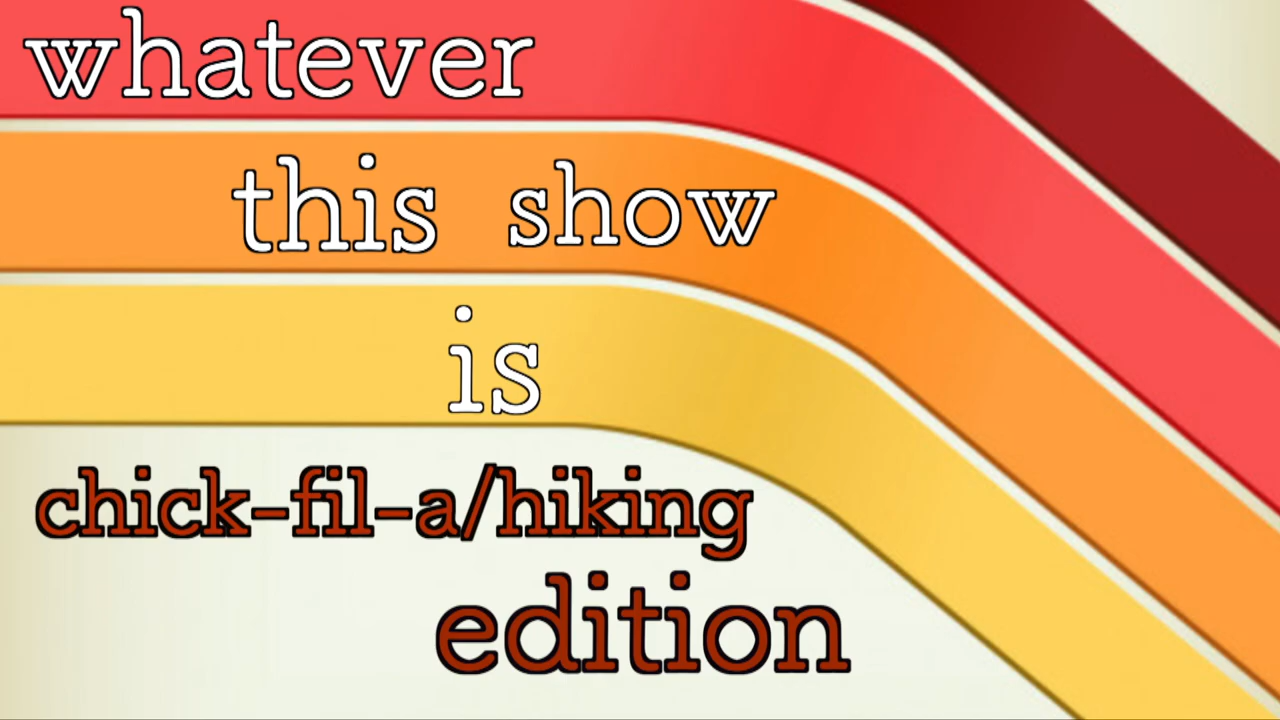 whatever
this show
is
chick-fil-a/hiking
edition